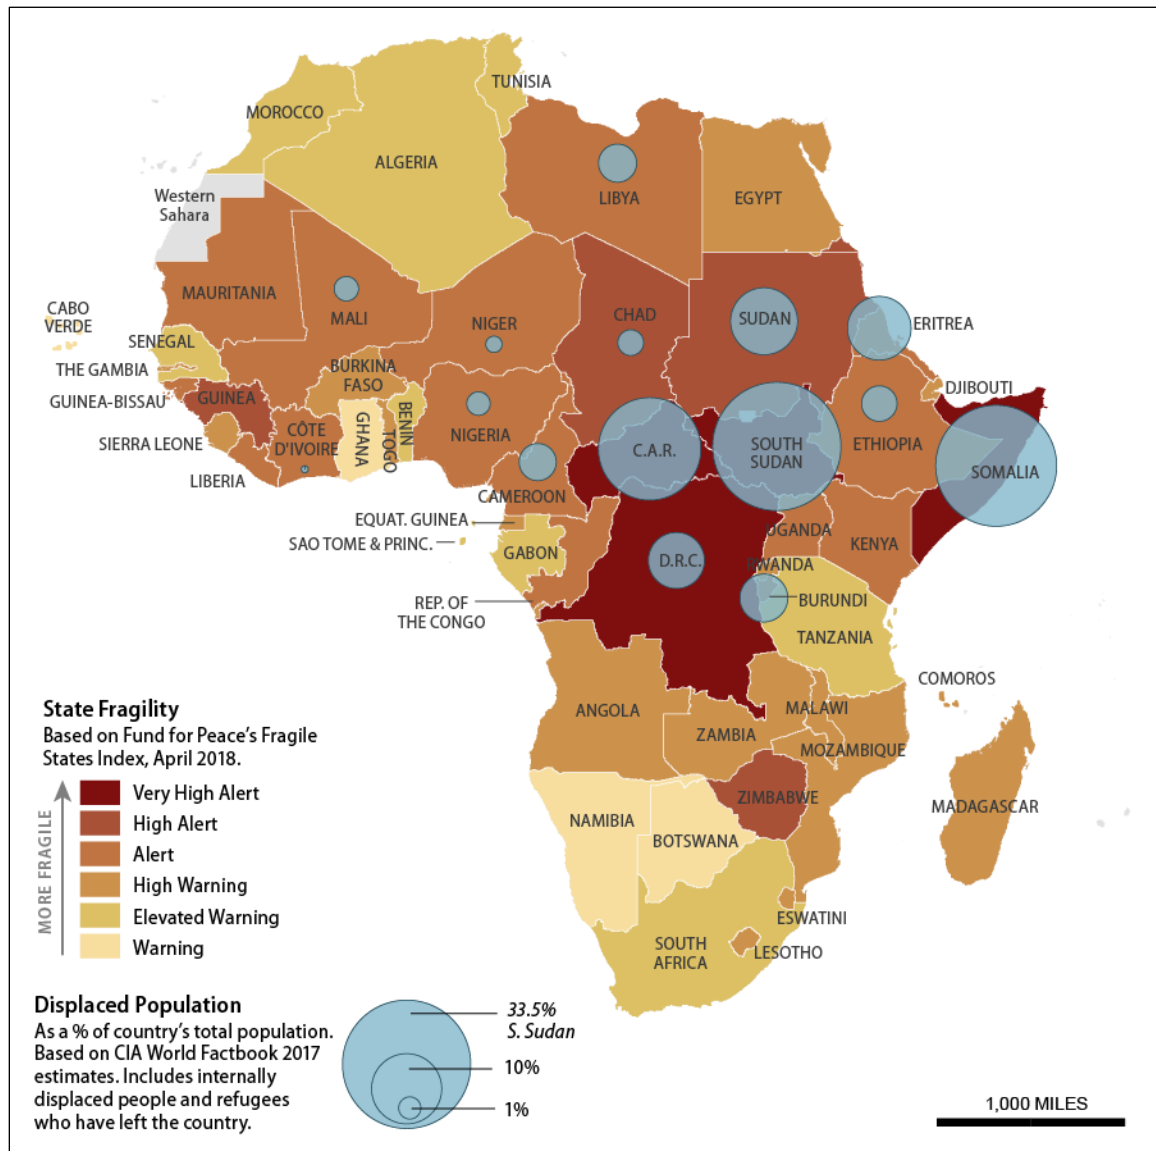 TUNISIA
MOROCCO
ALGERIA
LIBYA
EGYPT
Western
Sahara
MAURITANIA
MALI
NIGER
CHAD
SUDAN
ERITREA
CABO
VERDE
SENEGAL
THE GAMBIA
GUINEA-BISSAU
GUINEA
SIERRA LEONE
LIBERIA
CÔTE
D'IVOIRE
BURKINA
FASO
GHANA
TOGO
BENIN
NIGERIA
CAMEROON
C.A.R.
SOUTH
SUDAN
ETHIOPIA
DJIBOUTI
SOMALIA
EQUAT. GUINEA
SAO TOME & PRINC.
GABON
REP. OF
THE CONGO
D.R.C.
UGANDA
KENYA
RWANDA
BURUNDI
TANZANIA
COMOROS
ANGOLA
ZAMBIA
MALAWI
MOZAMBIQUE
ZIMBABWE
MADAGASCAR
NAMIBIA
BOTSWANA
ESWATINI
SOUTH
AFRICA
LESOTHO
State Fragility
Based on Fund for Peace's Fragile
States Index, April 2018.
MORE FRAGILE
Very High Alert
High Alert
Alert
High Warning
Elevated Warning
Warning
Displaced Population
As a % of country's total population.
Based on CIA World Factbook 2017
estimates. Includes internally
displaced people and refugees
who have left the country.
33.5%
S. Sudan
10%
1%
1,000 MILES